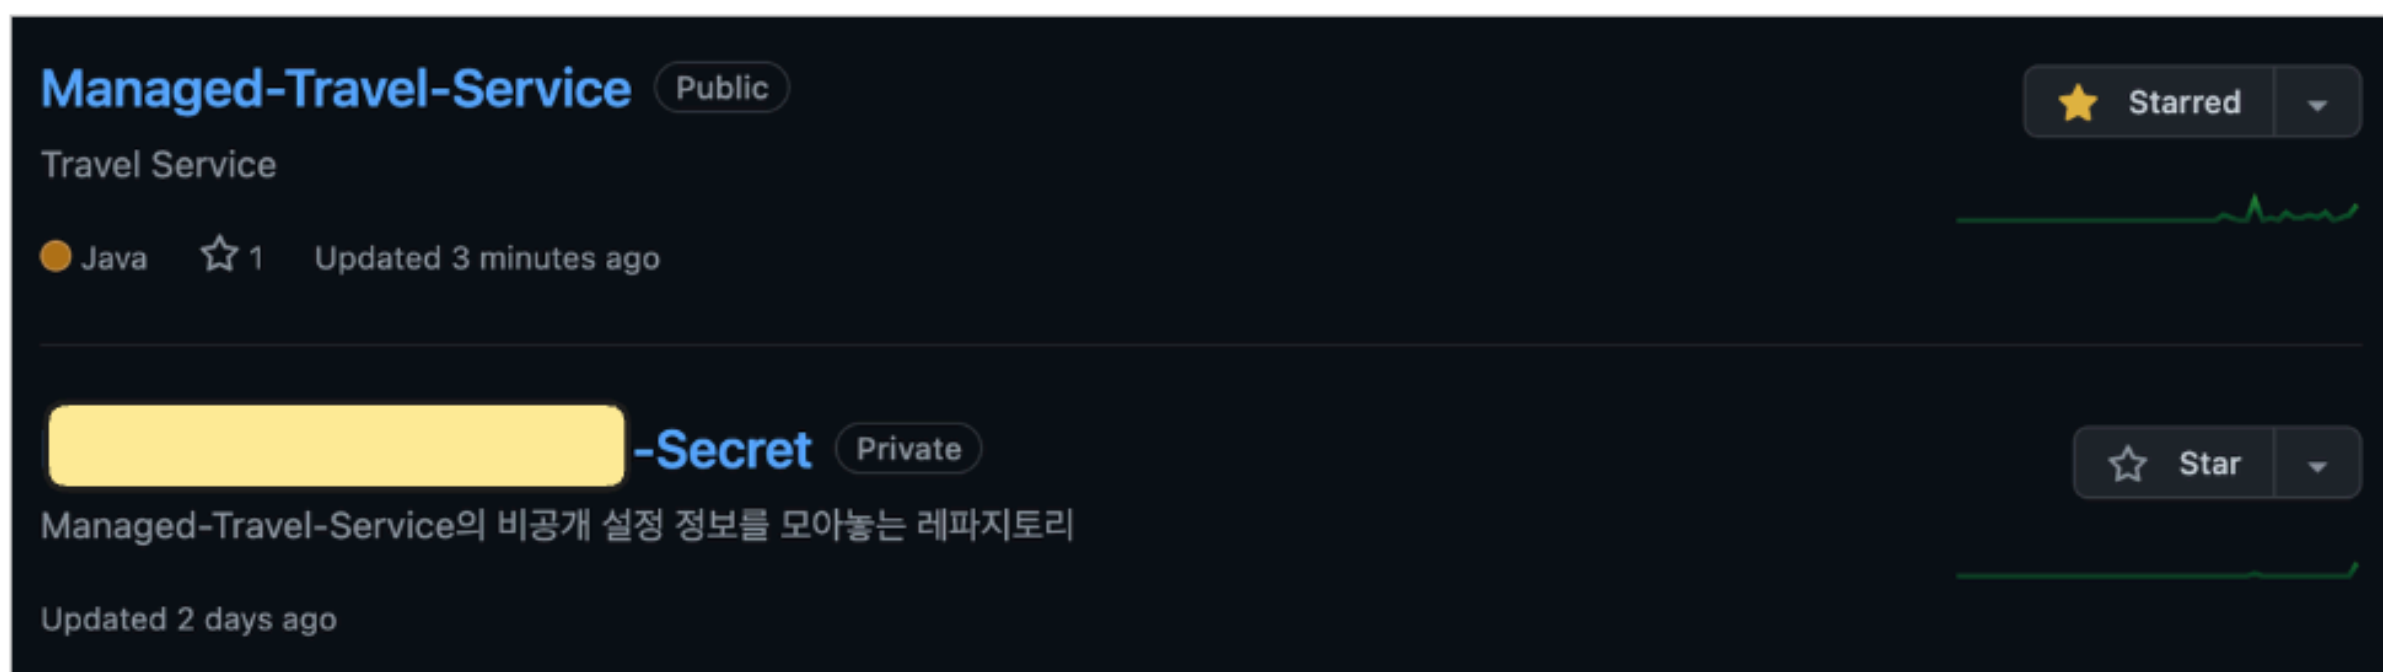 Managed-Travel-Service Public
Starred
Travel Service
Java 1 Updated 3 minutes ago
-Secret Private
Star
Managed-Travel-Service의 비공개 설정 정보를 모아놓는 레파지토리
Updated 2 days ago